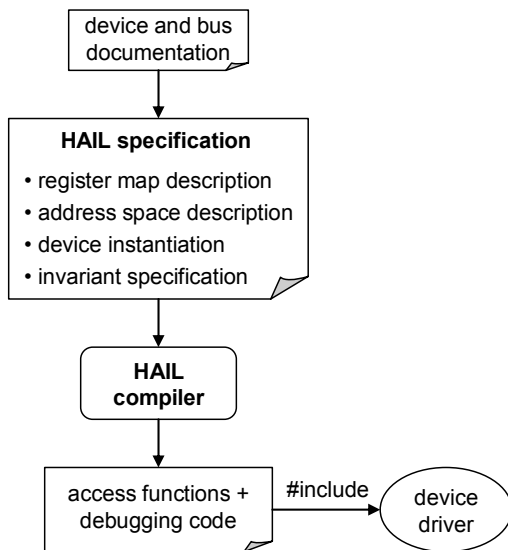 device and bus
documentation
HAIL specification
• register map description
• address space description
• device instantiation
• invariant specification
HAIL
compiler
access functions +
debugging code
#include
device
driver